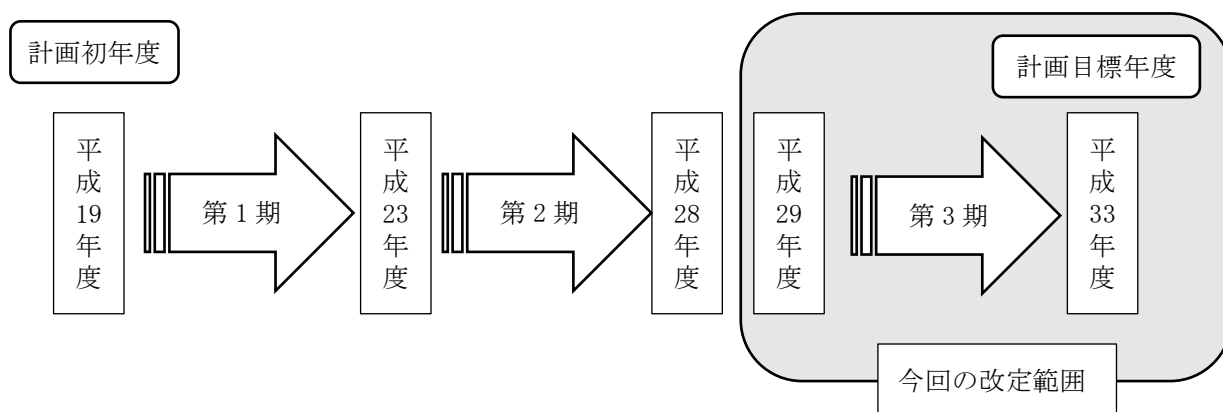 計画初年度
計画目標年度
平成19年度
第1期
平成23年度
第2期
平成28年度
平成29年度
第3期
平成33年度
今回の改定範囲